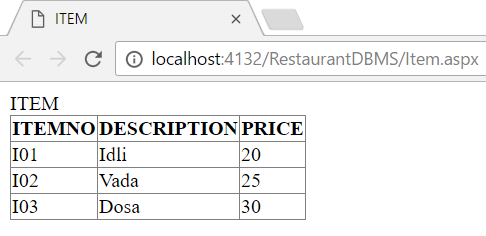 ITEM
localhost:4132/RestaurantDBMS/Item.aspx
ITEM
ITEMNO DESCRIPTION PRICE
I01 Idli 20
I02 Vada 25
I03 Dosa 30